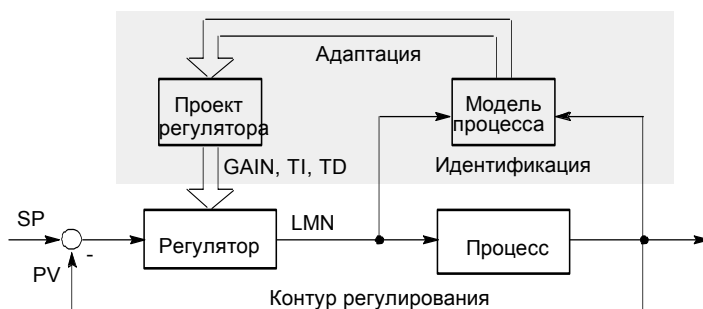 Адаптация
Проект
регулятора
Модель
процесса
Идентификация
GAIN, TI, TD
SP
LMN
Регулятор
Процесс
-
PV
Контур регулирования